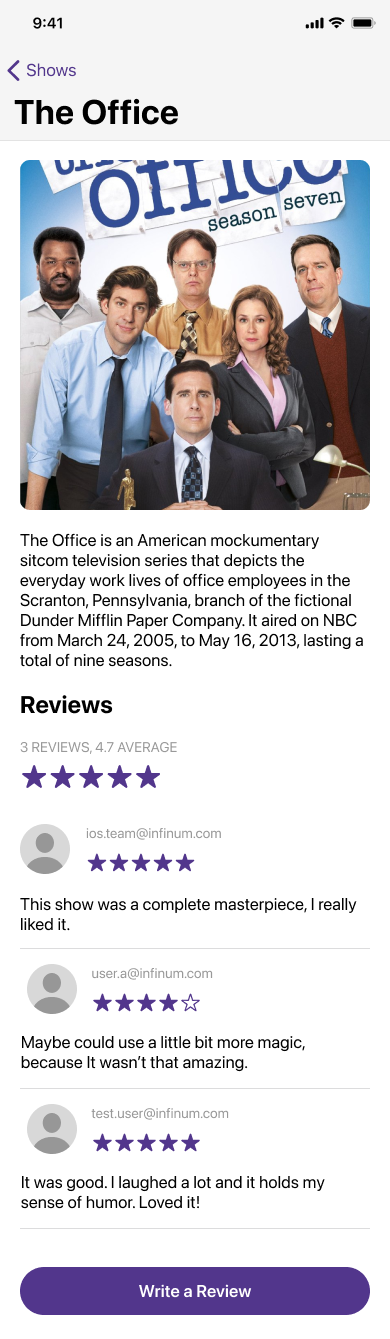 9:41
Shows
The Office
OFFICE
season seven
The Office is an American mockumentary
sitcom television series that depicts the
everyday work lives of office employees in the
Scranton, Pennsylvania, branch of the fictional
Dunder Mifflin Paper Company. It aired on NBC
from March 24, 2005, to May 16, 2013, lasting a
total of nine seasons.
Reviews
3 REVIEWS, 4.7 AVERAGE
ios.team@infinum.com
This show was a complete masterpiece, I really
liked it.
user.a@infinum.com
Maybe could use a little bit more magic,
because It wasn’t that amazing.
test.user@infinum.com
It was good. I laughed a lot and it holds my
sense of humor. Loved it!
Write a Review